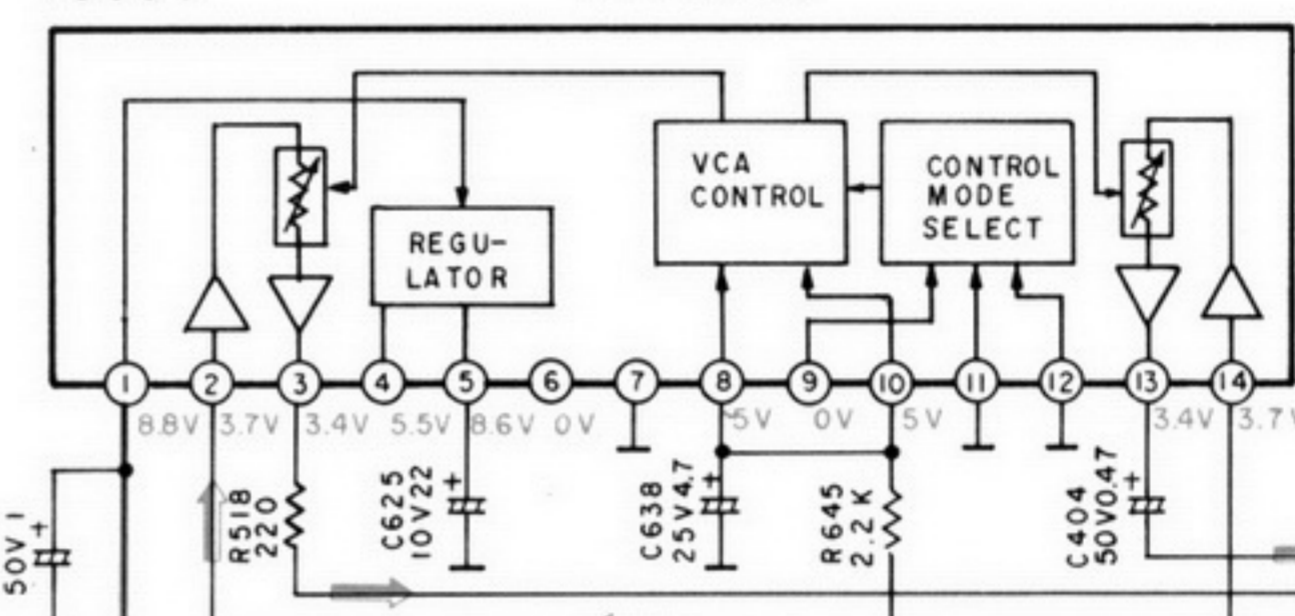 VCA
CONTROL
CONTROL
MODE
SELECT
REGU-
LATOR
1 2 3 4 5 6 7 8 9 10 11 12 13 14
8.8V 3.7V 3.4V 5.5V 8.6V 0V 5V 0V 5V 3.4V 3.7V
50V 1 +
R518
220
C625
10V22 +
C638
25V4.7 +
R645
2.2 K
C404
50V0.47 +